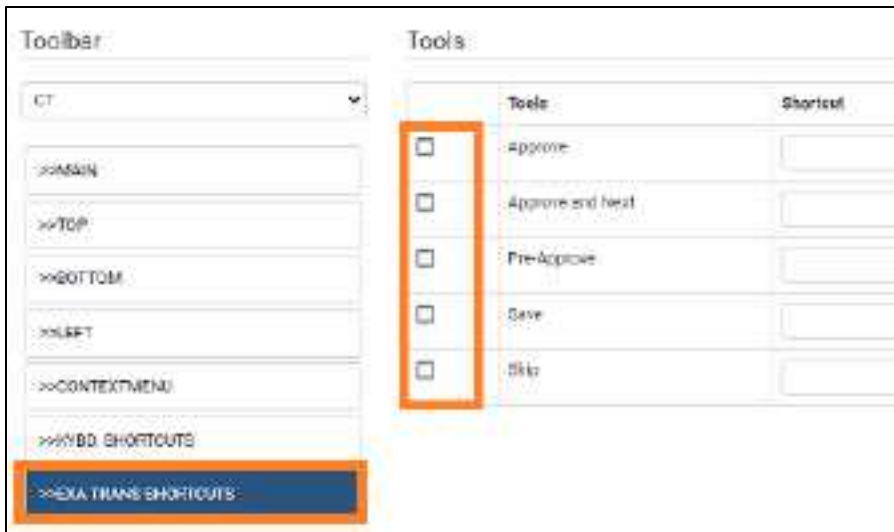 Toolbar
Tools
CT
Tools Shortcut
Approve
>>MAIN
Approve and Next
>>TOP
Pre-Approve
>>BOTTOM
Save
>>LEFT
Skip
>>CONTEXTMENU
>>KYBD. SHORTCUTS
>>EXA TRANS SHORTCUTS